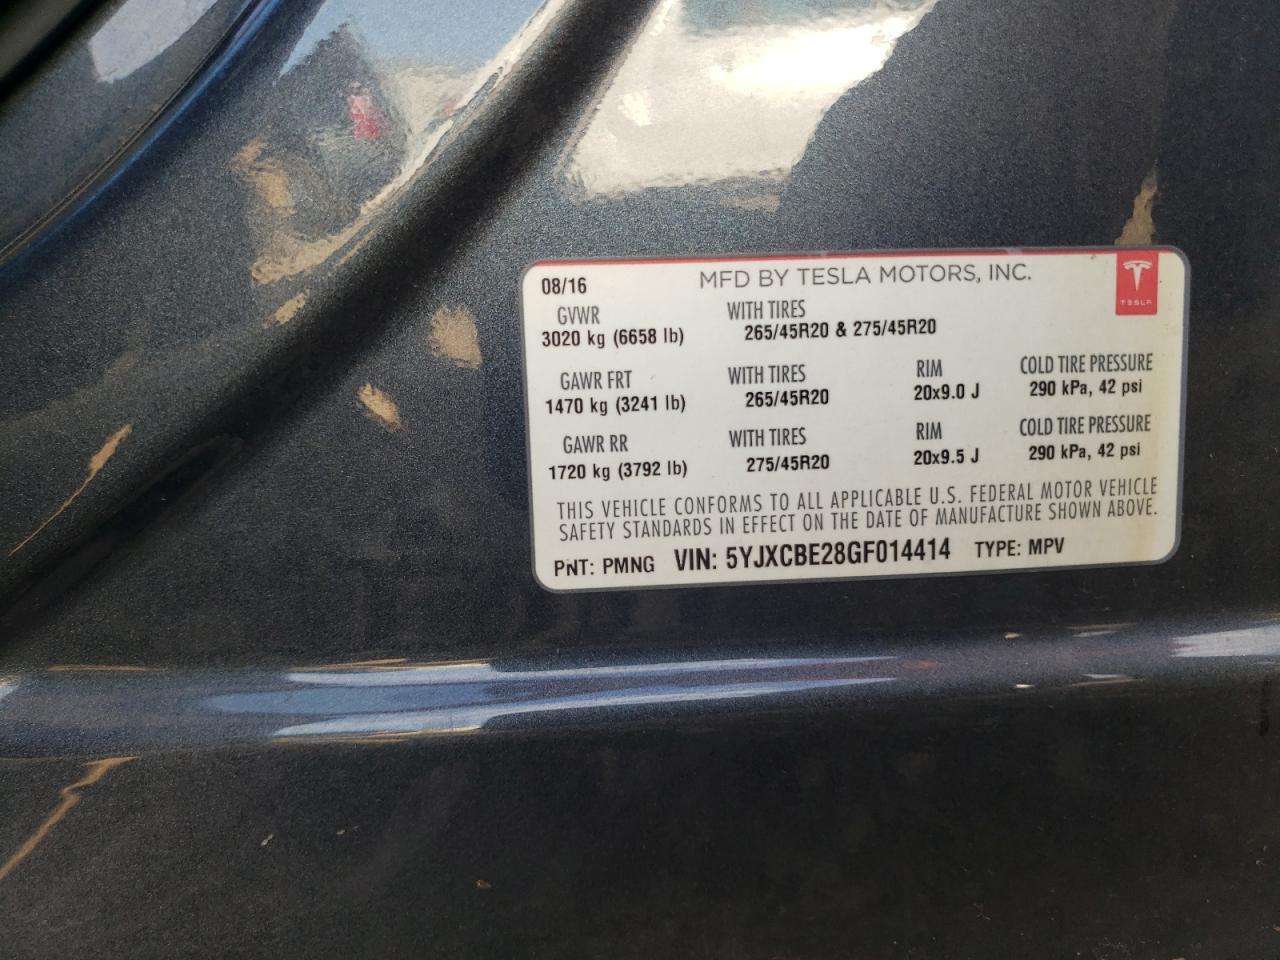 08/16 MFD BY TESLA MOTORS, INC.
TESLA
GVWR WITH TIRES
3020 kg (6658 lb) 265/45R20 & 275/45R20
GAWR FRT WITH TIRES RIM COLD TIRE PRESSURE
1470 kg (3241 lb) 265/45R20 20x9.0 J 290 kPa, 42 psi
GAWR RR WITH TIRES RIM COLD TIRE PRESSURE
1720 kg (3792 lb) 275/45R20 20x9.5 J 290 kPa, 42 psi
THIS VEHICLE CONFORMS TO ALL APPLICABLE U.S. FEDERAL MOTOR VEHICLE
SAFETY STANDARDS IN EFFECT ON THE DATE OF MANUFACTURE SHOWN ABOVE.
PNT: PMNG VIN: 5YJXCBE28GF014414 TYPE: MPV